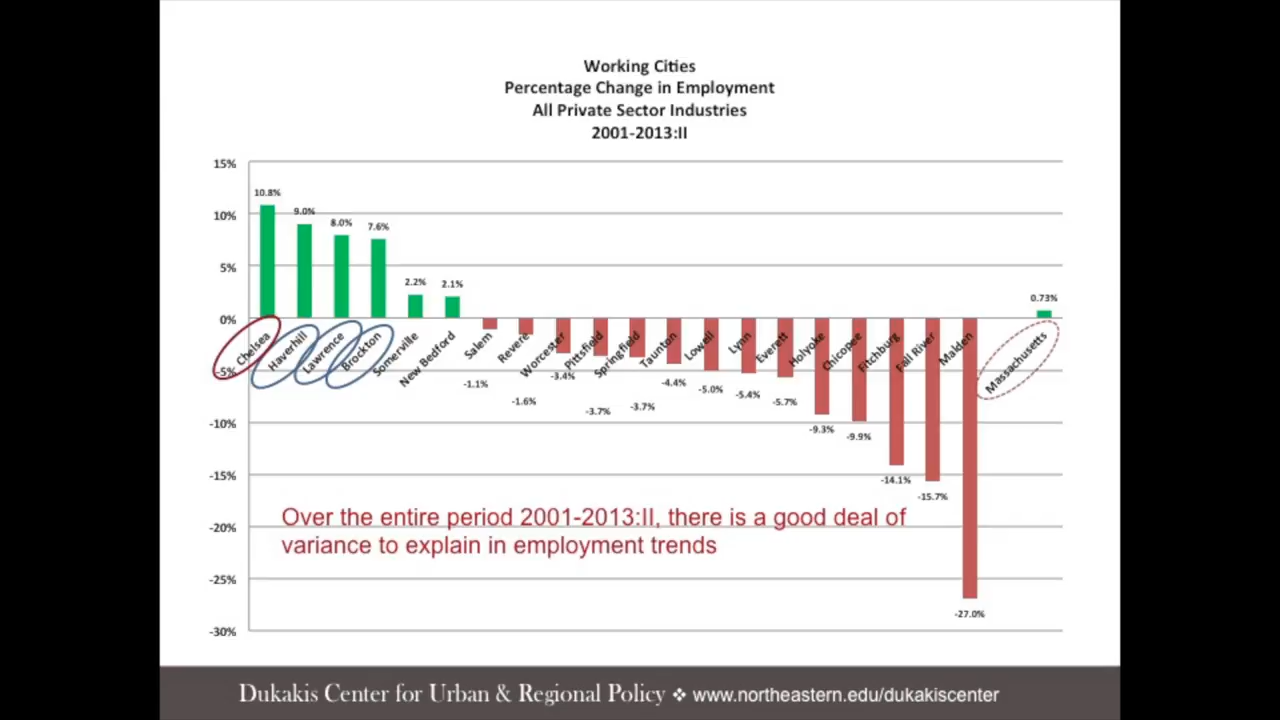 Working Cities
Percentage Change in Employment
All Private Sector Industries
2001-2013:II
15%
10%
5%
0%
-5%
-10%
-15%
-20%
-25%
-30%
10.8%
9.0%
8.0%
7.6%
2.2%
2.1%
0.73%
Chelsea
Haverhill
Lawrence
Brockton
Somerville
New Bedford
Salem
Revere
Worcester
Pittsfield
Springfield
Taunton
Lowell
Lynn
Everett
Holyoke
Chicopee
Fitchburg
Fall River
Malden
Massachusetts
-1.1%
-1.6%
-3.4%
-3.7%
-3.7%
-4.4%
-5.0%
-5.4%
-5.7%
-9.3%
-9.9%
-14.1%
-15.7%
-27.0%
Over the entire period 2001-2013:II, there is a good deal of
variance to explain in employment trends
Dukakis Center for Urban & Regional Policy ❖ www.northeastern.edu/dukakiscenter